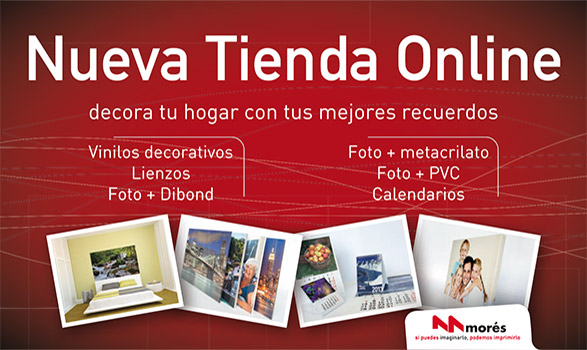 Nueva Tienda Online
decora tu hogar con tus mejores recuerdos
Vinilos decorativos
Lienzos
Foto + Dibond
Foto + metacrilato
Foto + PVC
Calendarios
2013
morés
si puedes imaginarlo, podemos imprimirlo